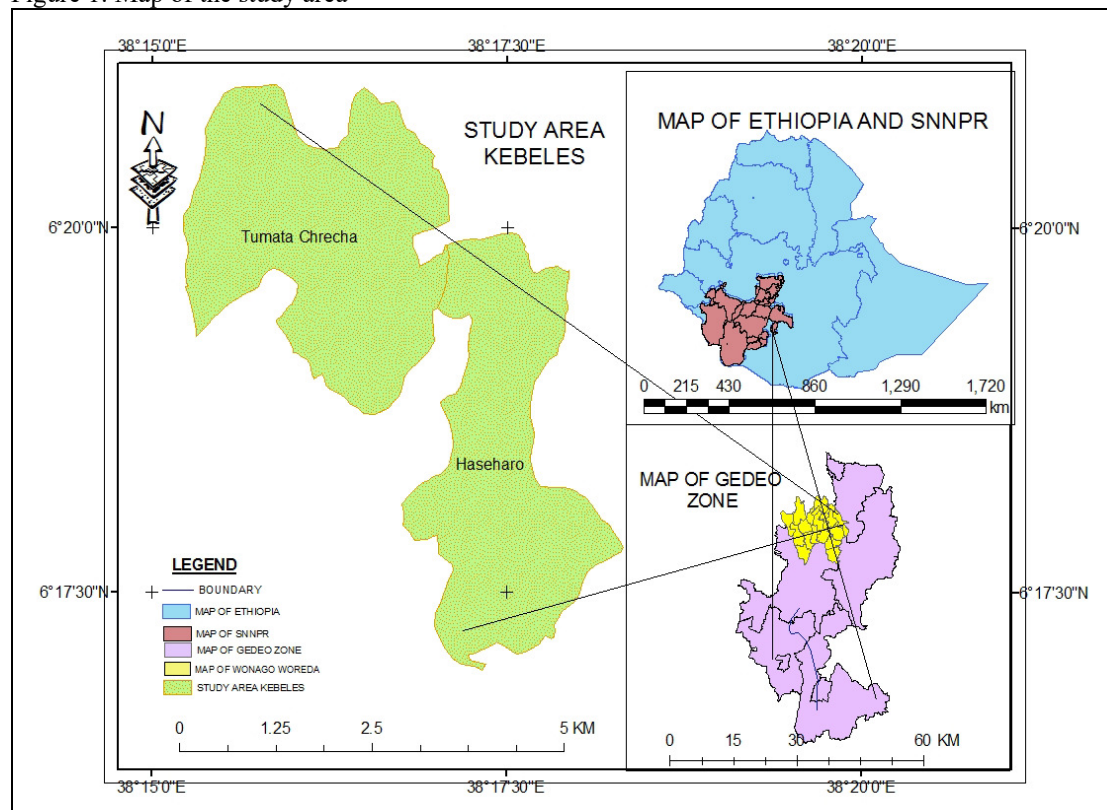 Figure 1: Map of the study area
38°15'0"E
38°17'30"E
38°20'0"E
N
STUDY AREA
KEBELES
MAP OF ETHIOPIA AND SNNPR
6°20'0"N
6°20'0"N
Tumata Chrecha
0 215 430 860 1,290 1,720
km
Haseharo
MAP OF GEDEO
ZONE
LEGEND
BOUNDARY
MAP OF ETHIOPIA
MAP OF SNNPR
MAP OF GEDEO ZONE
MAP OF WONAGO WOREDA
STUDY AREA KEBELES
6°17'30"N
6°17'30"N
0 1.25 2.5 5 KM
0 15 30 60 KM
38°15'0"E
38°17'30"E
38°20'0"E